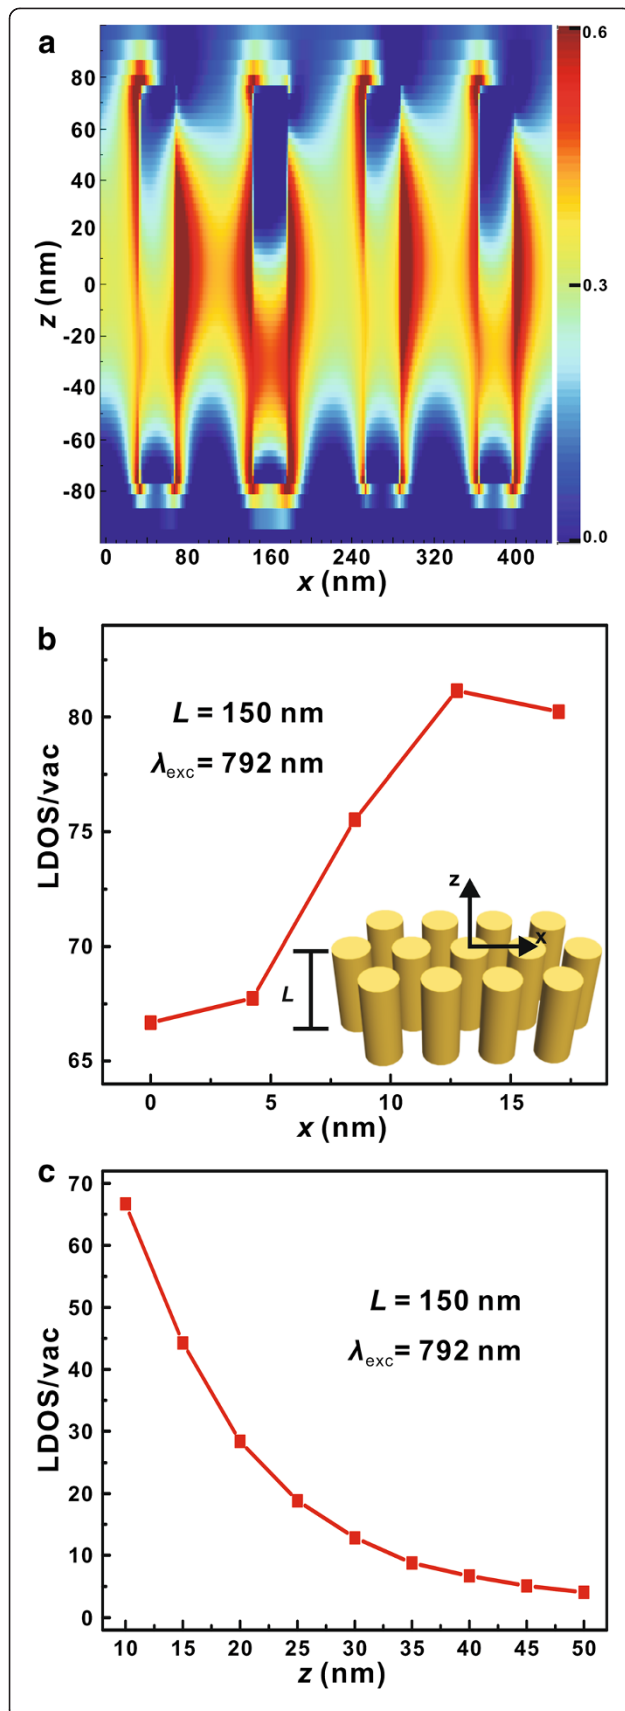 a
80
60
40
20
0
-20
-40
-60
-80
z (nm)
0 80 160 240 320 400
x (nm)
0.6
0.3
0.0
b
L = 150 nm
λexc = 792 nm
80
75
70
65
LDOS/vac
z
x
L
0 5 10 15
x (nm)
c
70
60
50
40
30
20
10
0
LDOS/vac
L = 150 nm
λexc = 792 nm
10 15 20 25 30 35 40 45 50
z (nm)